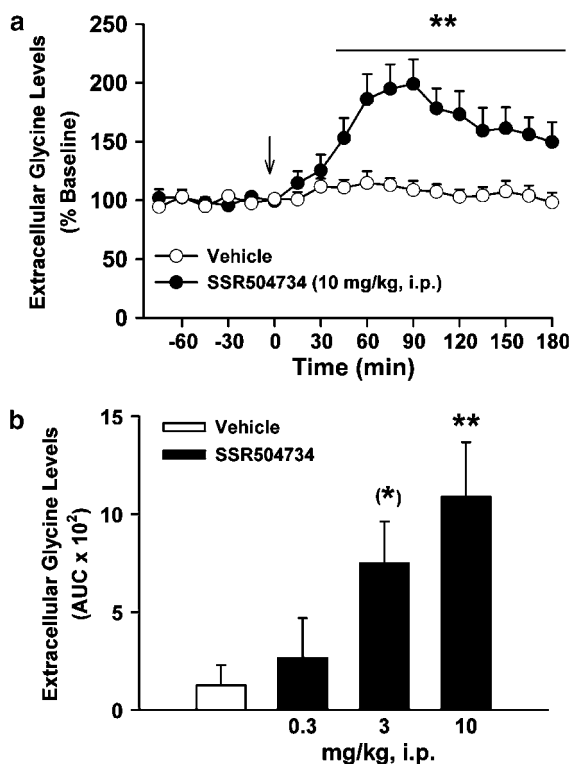 a
Extracellular Glycine Levels
(% Baseline)
250
200
150
100
50
0
**
Vehicle
SSR504734 (10 mg/kg, i.p.)
-60 -30 0 30 60 90 120 150 180
Time (min)
b
Extracellular Glycine Levels
(AUC x 10²)
15
10
5
0
Vehicle
SSR504734
(*)
**
0.3 3 10
mg/kg, i.p.